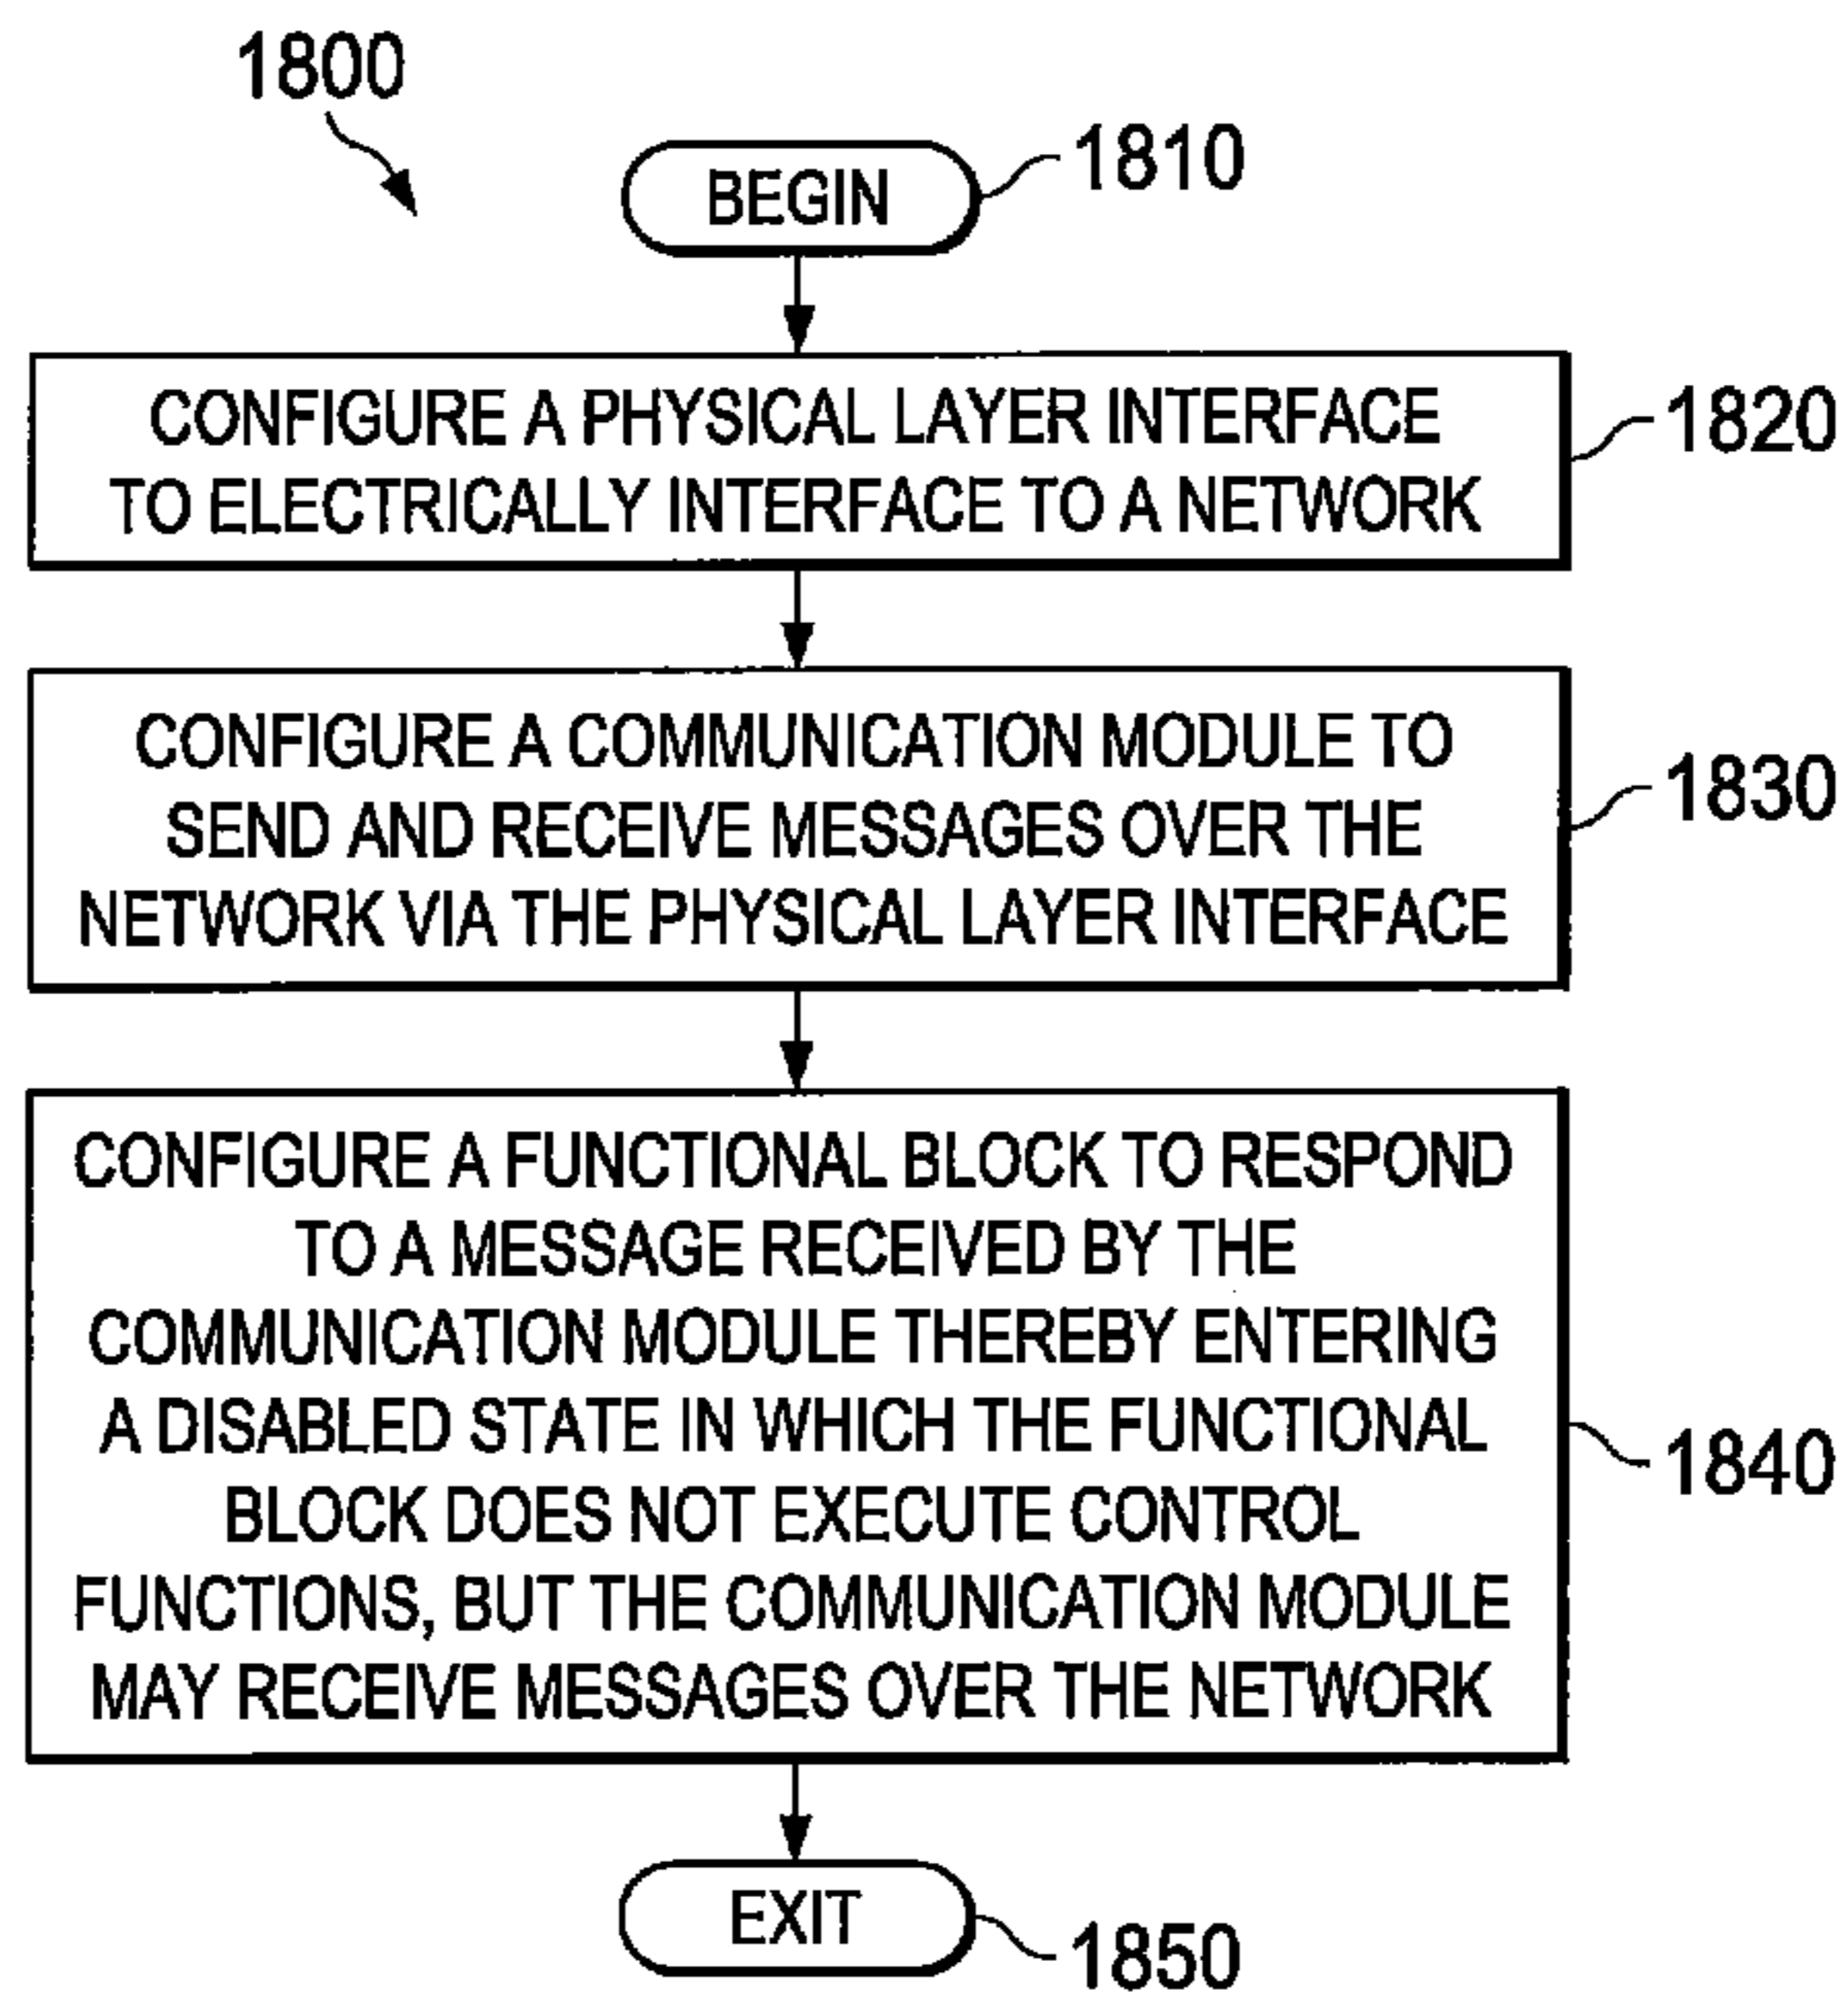 1800
BEGIN
1810
CONFIGURE A PHYSICAL LAYER INTERFACE
TO ELECTRICALLY INTERFACE TO A NETWORK
1820
CONFIGURE A COMMUNICATION MODULE TO
SEND AND RECEIVE MESSAGES OVER THE
NETWORK VIA THE PHYSICAL LAYER INTERFACE
1830
CONFIGURE A FUNCTIONAL BLOCK TO RESPOND
TO A MESSAGE RECEIVED BY THE
COMMUNICATION MODULE THEREBY ENTERING
A DISABLED STATE IN WHICH THE FUNCTIONAL
BLOCK DOES NOT EXECUTE CONTROL
FUNCTIONS, BUT THE COMMUNICATION MODULE
MAY RECEIVE MESSAGES OVER THE NETWORK
1840
EXIT
1850